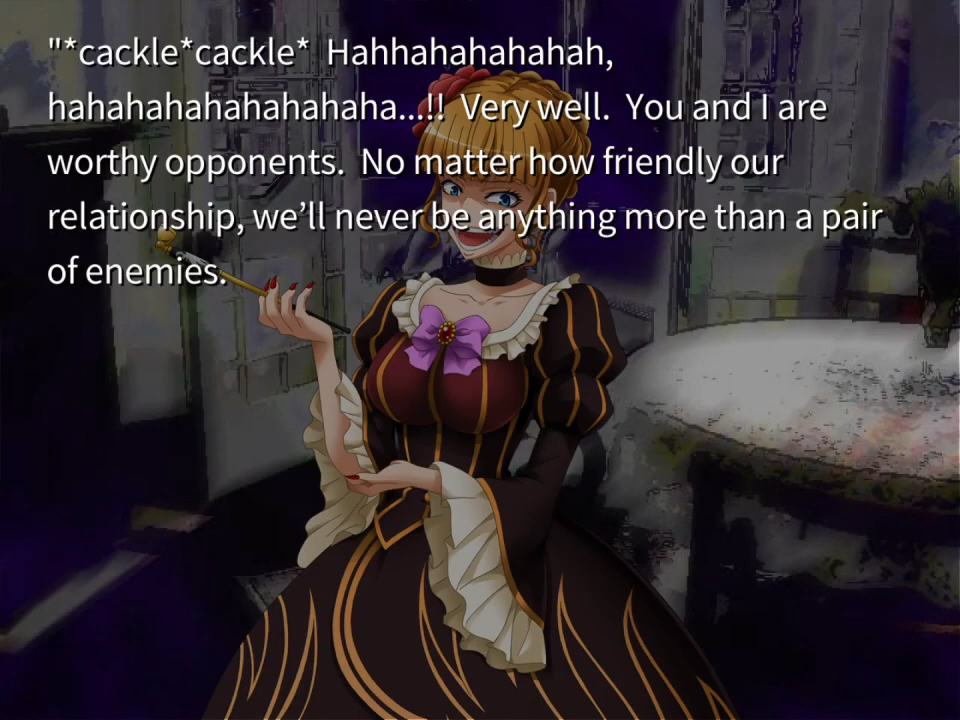 "*cackle*cackle*  Hahhahahahahah,
hahahahahahahahaha...!!  Very well.  You and I are
worthy opponents.  No matter how friendly our
relationship, we’ll never be anything more than a pair
of enemies.